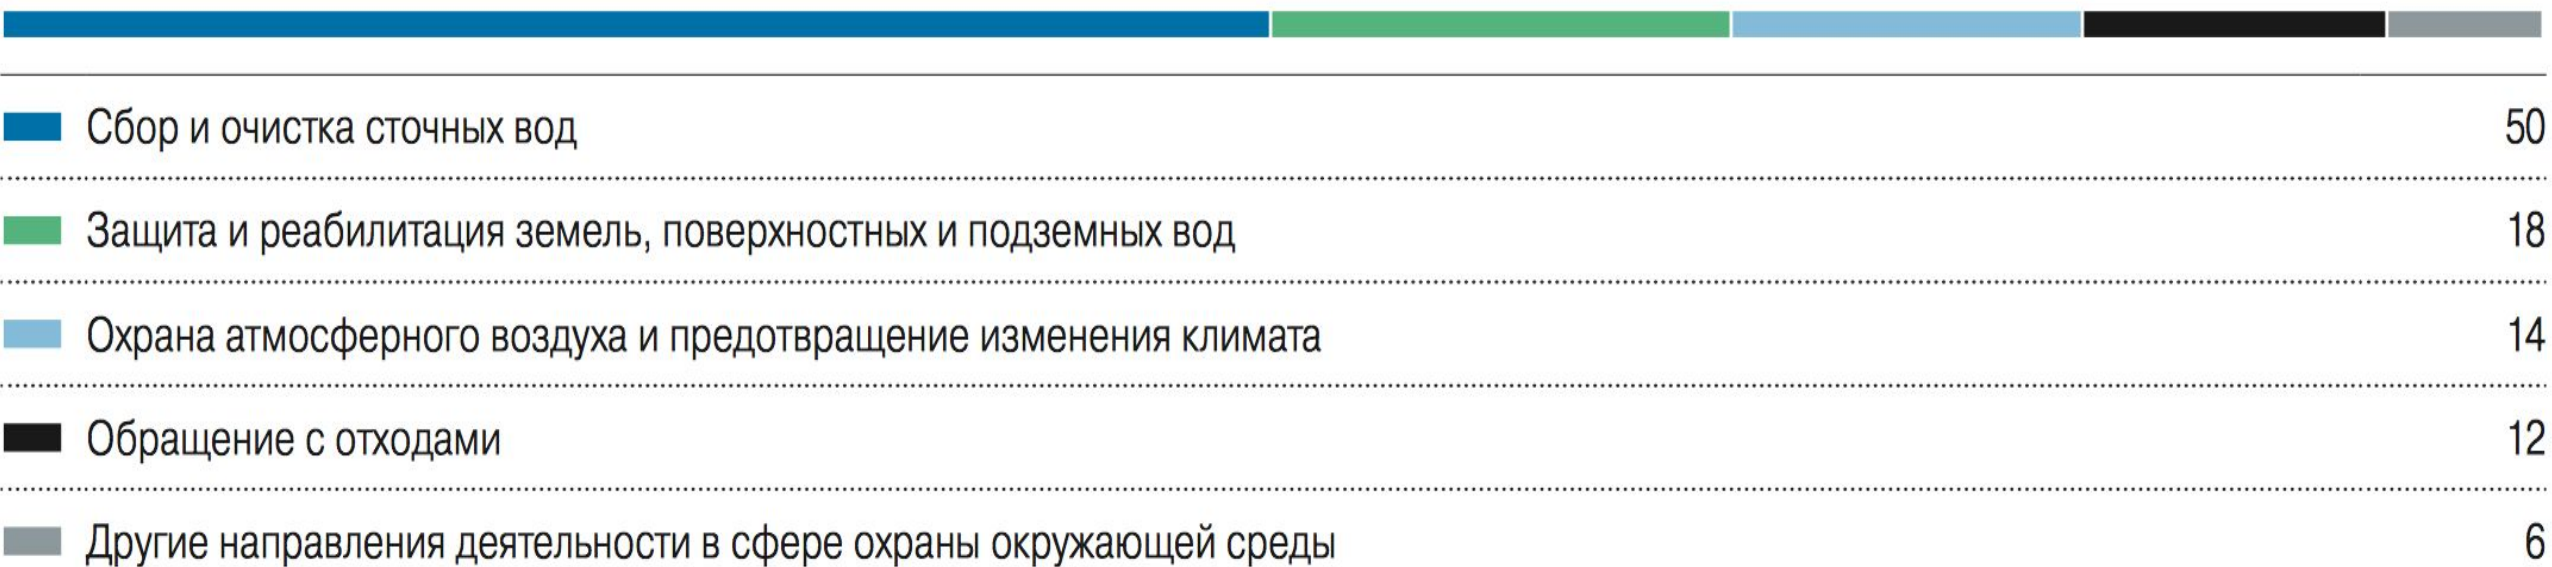 Сбор и очистка сточных вод 50
Защита и реабилитация земель, поверхностных и подземных вод 18
Охрана атмосферного воздуха и предотвращение изменения климата 14
Обращение с отходами 12
Другие направления деятельности в сфере охраны окружающей среды 6